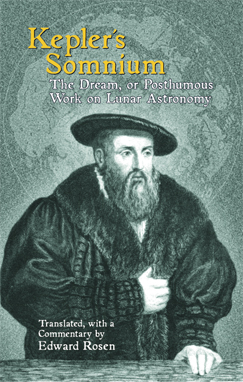 Kepler's
Somnium
The Dream, or Posthumous
Work on Lunar Astronomy
Translated, with a
Commentary by
Edward Rosen